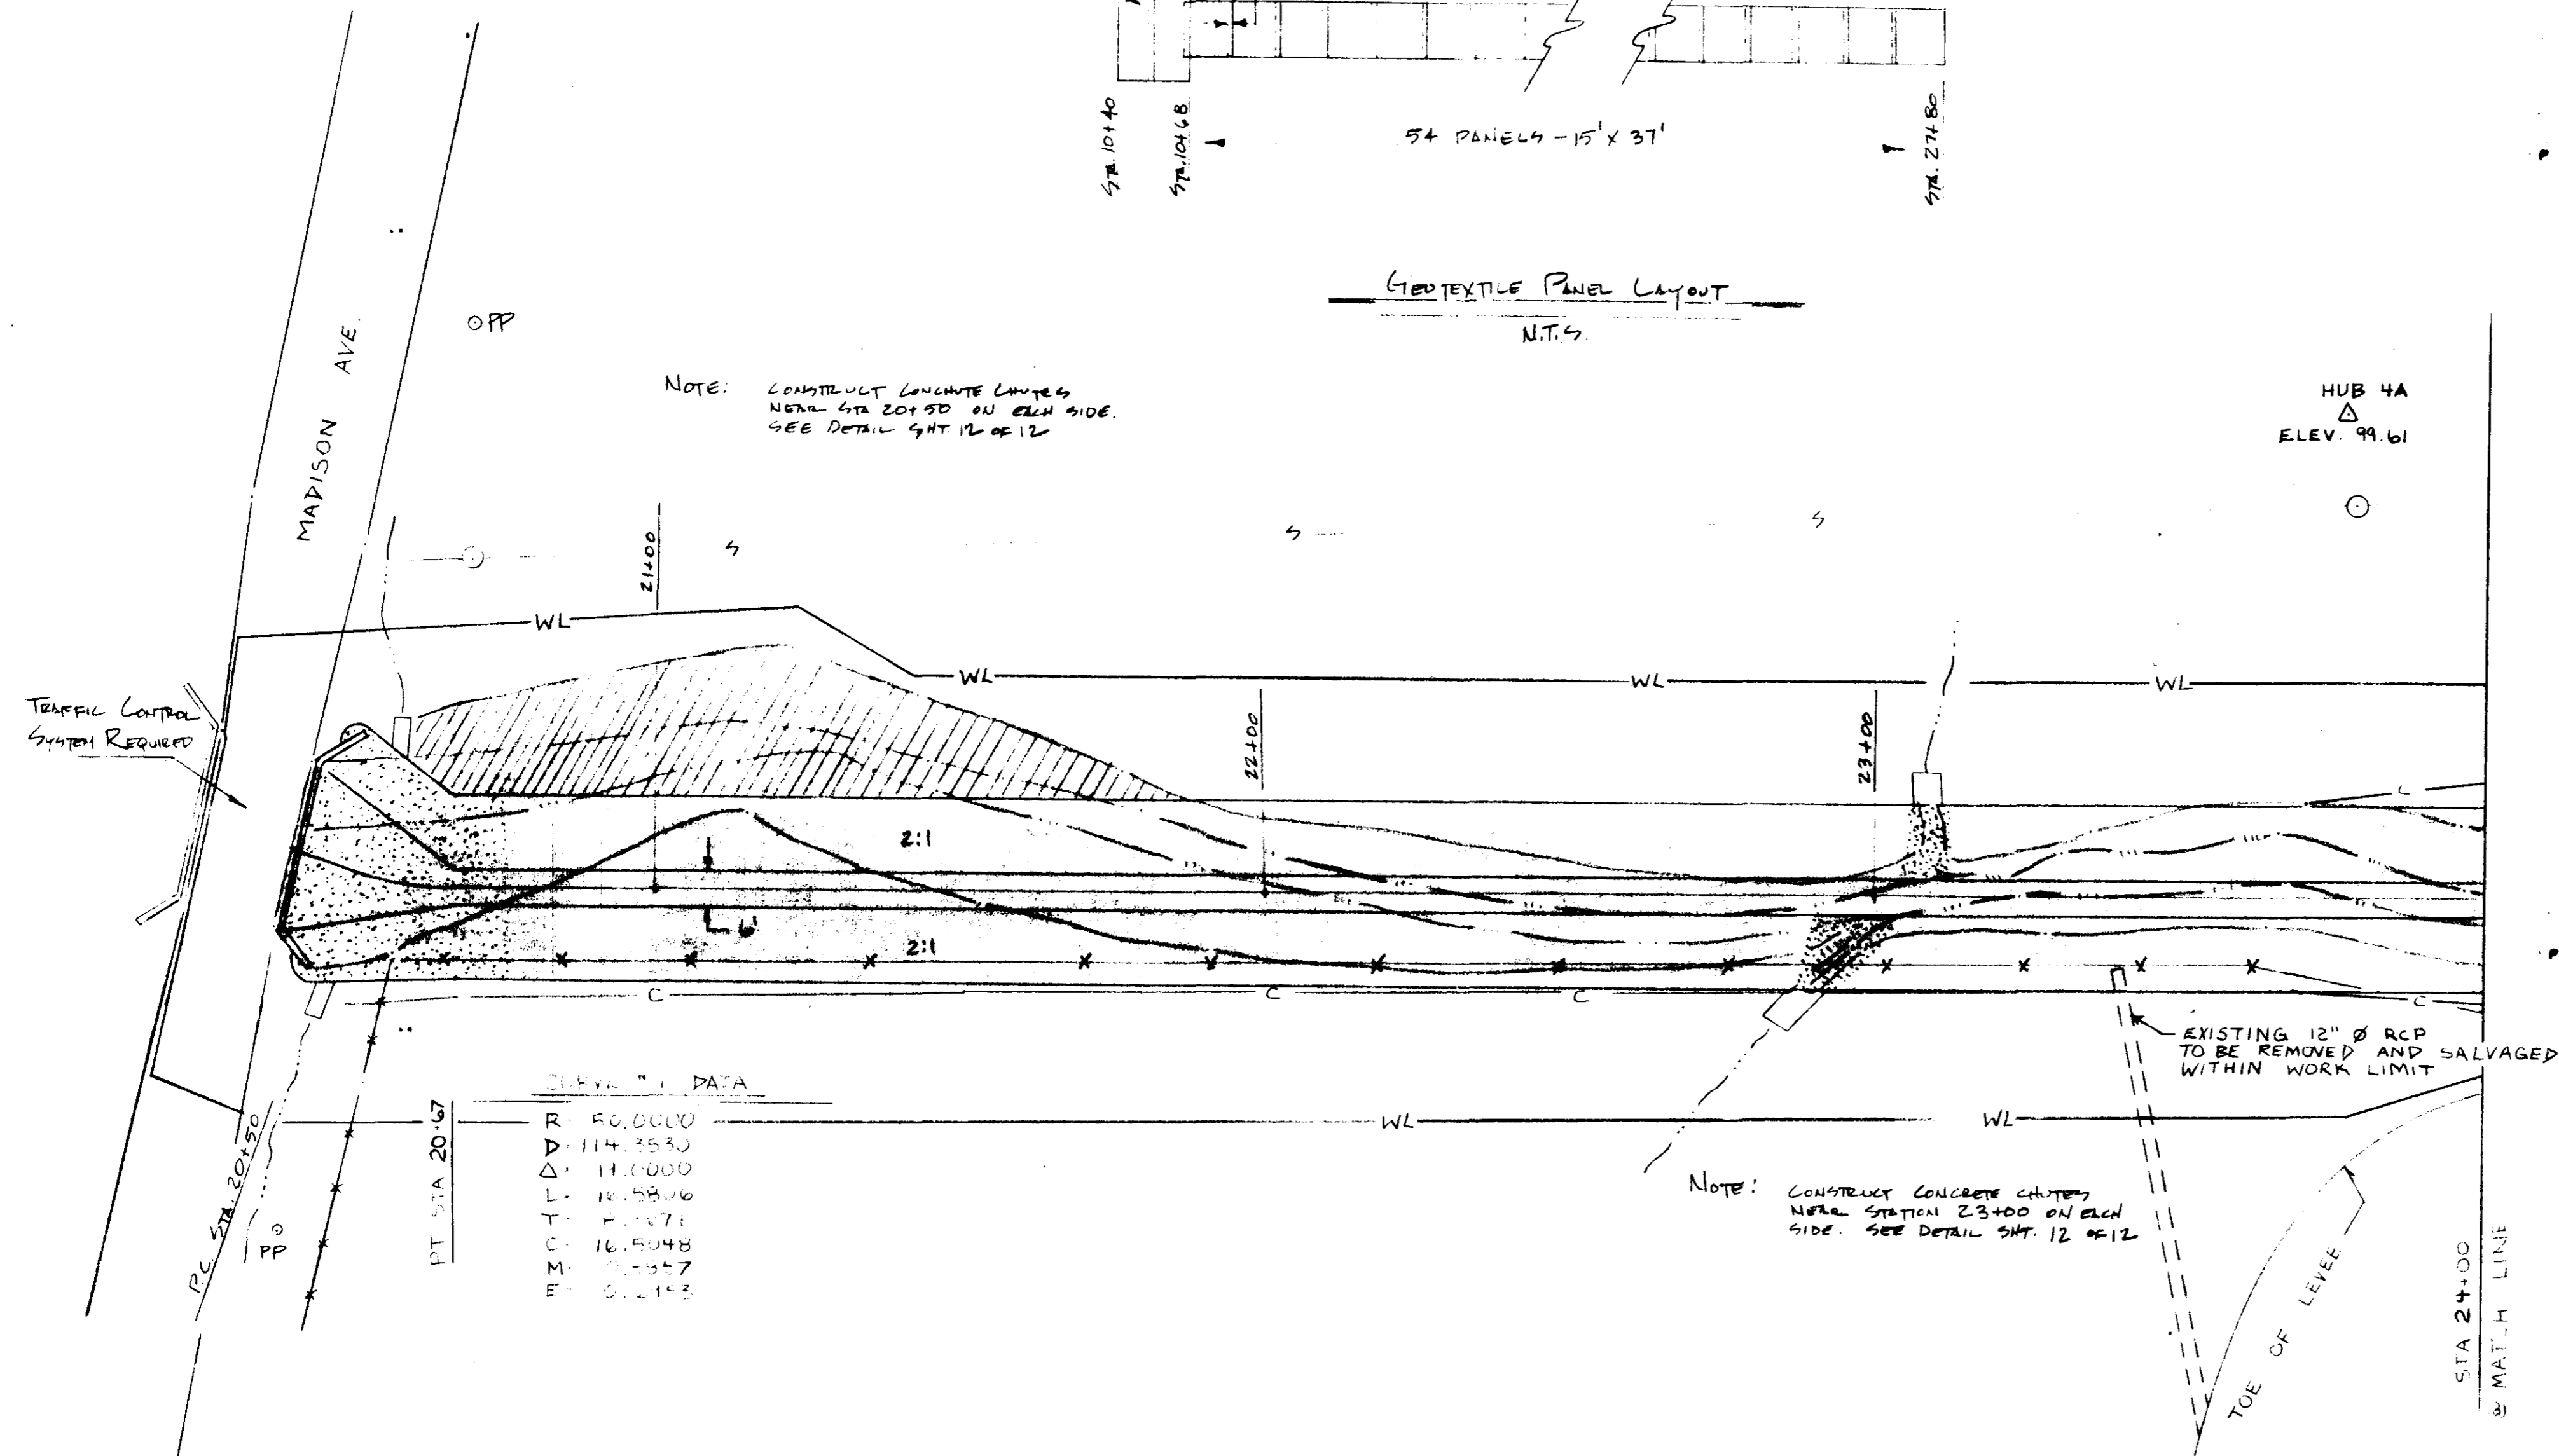 STA. 10+40
STA. 10+68
54 PANELS - 15' X 37'
STA. 27+80
GEOTEXTILE PANEL LAYOUT
N.T.S.
MADISON AVE.
PP
NOTE: CONSTRUCT CONCHUTE CHUTES
NEAR STA 20+50 ON EACH SIDE.
SEE DETAIL SHT. 12 OF 12
HUB 4A
ELEV. 99.61
21+00
S
S
S
WL
WL
WL
WL
TRAFFIC CONTROL
SYSTEM REQUIRED
22+00
23+00
L
2:1
6'
2:1
C
C
C
C
EXISTING 12" Ø RCP
TO BE REMOVED AND SALVAGED
WITHIN WORK LIMIT
DATA
R 50.0000
D
Δ
L
T
C 16.5048
M
E
PT STA 20+67
P.C. STA. 20+50
PP
WL
WL
NOTE: CONSTRUCT CONCRETE CHUTES
NEAR STATION 23+00 ON EACH
SIDE. SEE DETAIL SHT. 12 OF 12
TOE OF LEVEE
STA 24+00
MATCH LINE